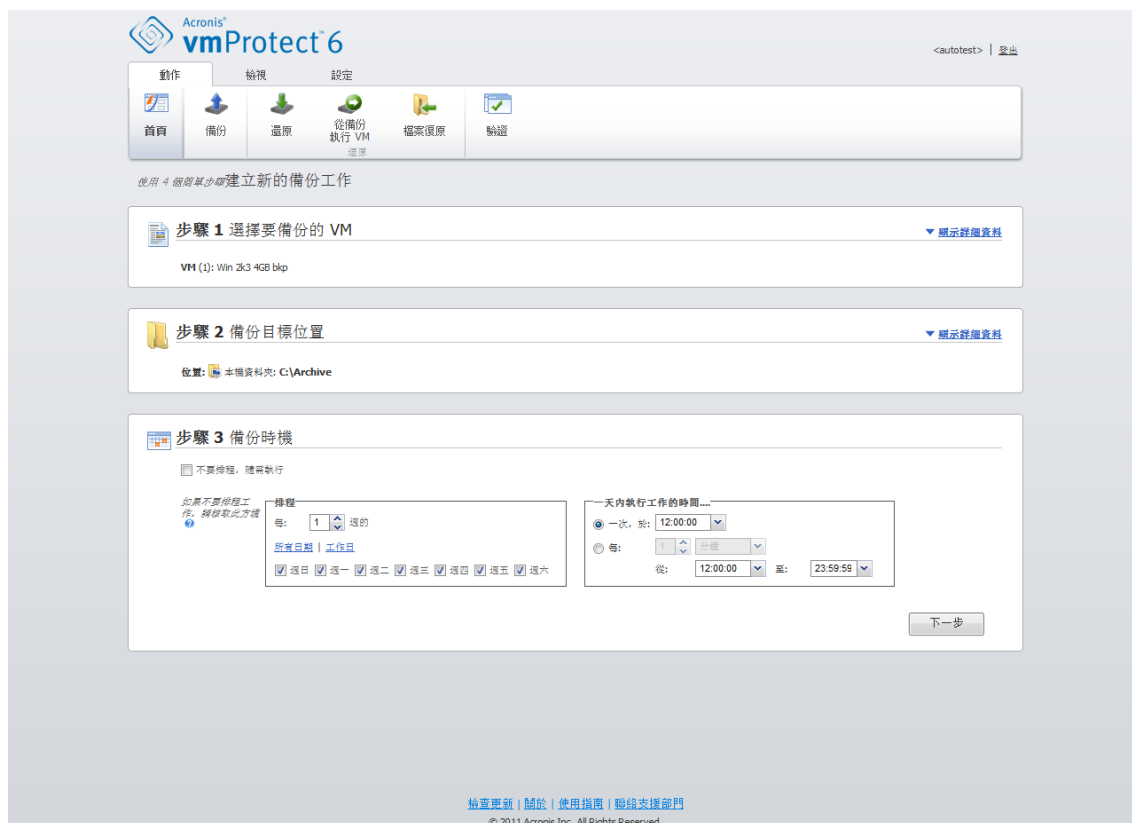 Acronis®
vmProtect™ 6
<autotest> | 登出
動作 檢視 設定
首頁 備份 還原 從備份 檔案復原 驗證
執行 VM
還原
使用 4 個簡單步驟建立新的備份工作
步驟 1 選擇要備份的 VM
顯示詳細資料
VM (1): Win 2k3 4GB bkp
步驟 2 備份目標位置
顯示詳細資料
位置: 本機資料夾: C:\Archive
步驟 3 備份時機
不要排程，隨需執行
如果不要排程工
作，請核取此方塊
排程
每: 1 週的
所有日期 | 工作日
週日 週一 週二 週三 週四 週五 週六
一天內執行工作的時間....
一次，於: 12:00:00
每: 1 分鐘
從: 12:00:00 至: 23:59:59
下一步
檢查更新 | 關於 | 使用指南 | 聯絡支援部門
© 2011 Acronis Inc. All Rights Reserved